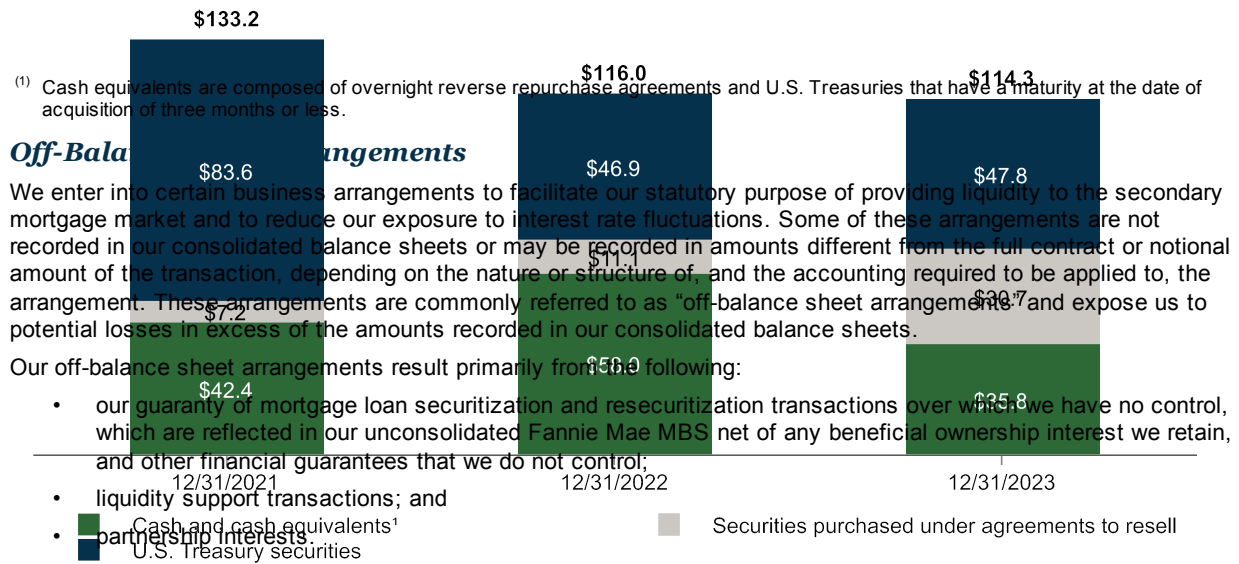 $133.2
$116.0
$114.3
(1) Cash equivalents are composed of overnight reverse repurchase agreements and U.S. Treasuries that have a maturity at the date of
acquisition of three months or less.
Off-Bala ngements
$83.6
$46.9
$47.8
We enter into certain business arrangements to facilitate our statutory purpose of providing liquidity to the secondary
mortgage market and to reduce our exposure to interest rate fluctuations. Some of these arrangements are not
recorded in our consolidated balance sheets or may be recorded in amounts different from the full contract or notional
$11.1
amount of the transaction, depending on the nature or structure of, and the accounting required to be applied to, the
arrangement. These arrangements are commonly referred to as “off-balance sheet arrangements” and expose us to
$7.2
$30.7
potential losses in excess of the amounts recorded in our consolidated balance sheets.
Our off-balance sheet arrangements result primarily from the following:
$42.4
$58.0
$35.8
• our guaranty of mortgage loan securitization and resecuritization transactions over which we have no control,
which are reflected in our unconsolidated Fannie Mae MBS net of any beneficial ownership interest we retain,
and other financial guarantees that we do not control;
12/31/2021
12/31/2022
12/31/2023
• liquidity support transactions; and
Cash and cash equivalents¹
Securities purchased under agreements to resell
• partnership interests.
U.S. Treasury securities